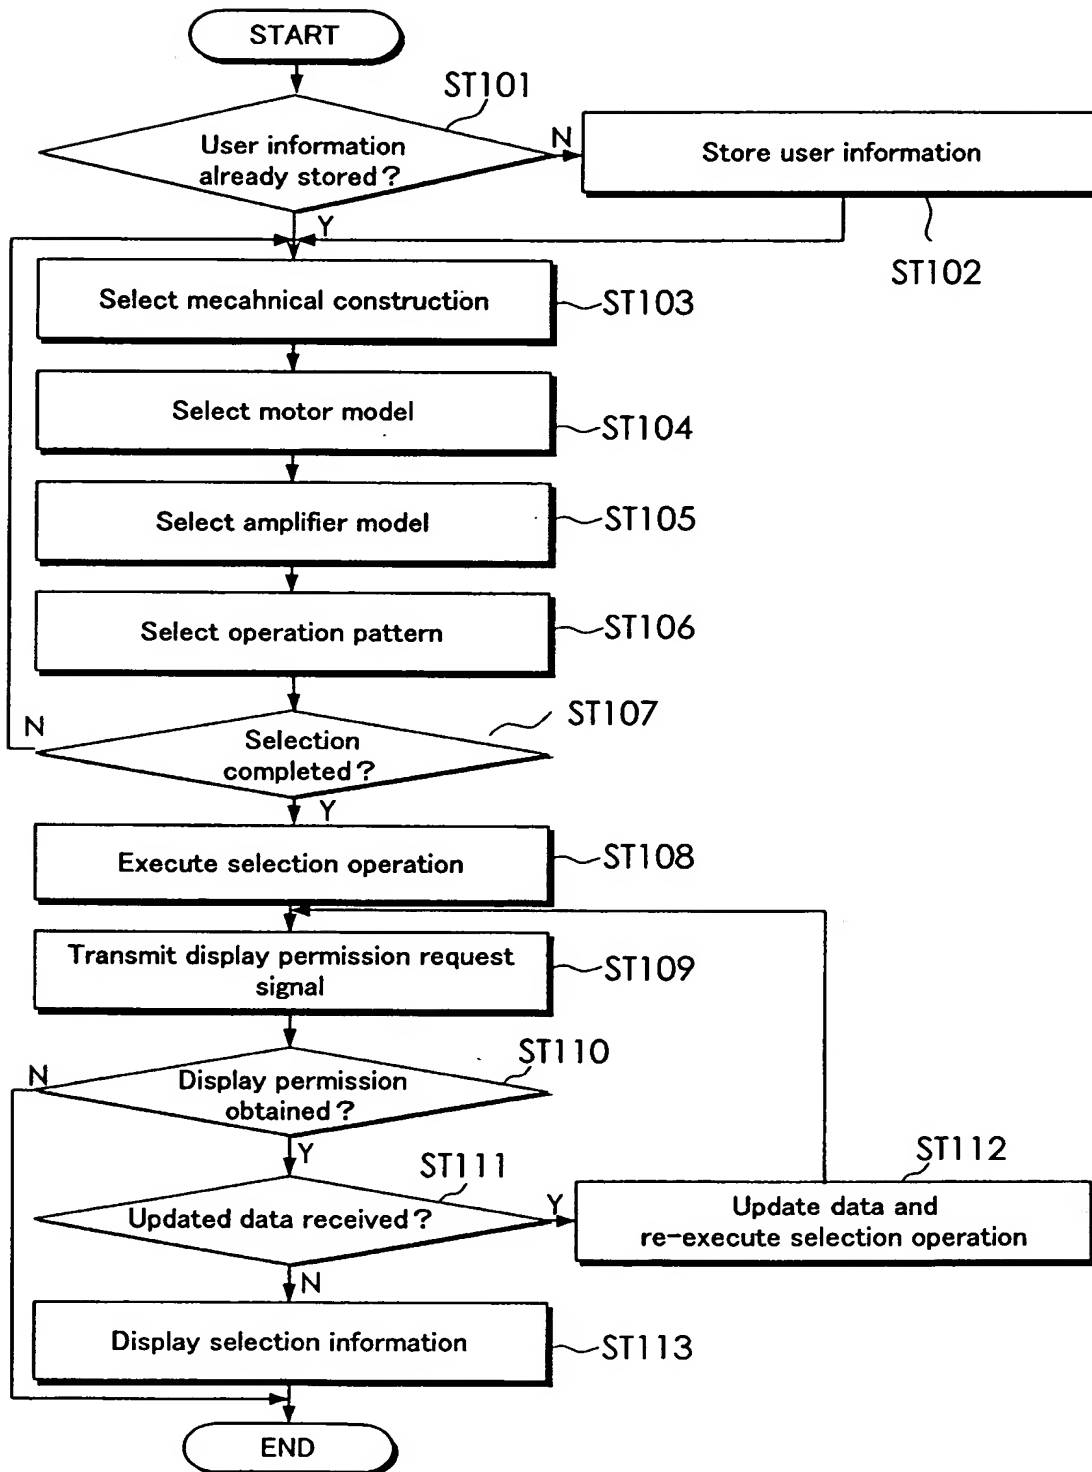 START
ST101
User information
already stored?
N
Store user information
Y
ST102
Select mecahnical construction
ST103
Select motor model
ST104
Select amplifier model
ST105
Select operation pattern
ST106
ST107
N
Selection
completed?
Y
Execute selection operation
ST108
Transmit display permission request
signal
ST109
ST110
N
Display permission
obtained?
Y
ST111
ST112
Updated data received?
Y
Update data and
re-execute selection operation
N
Display selection information
ST113
END